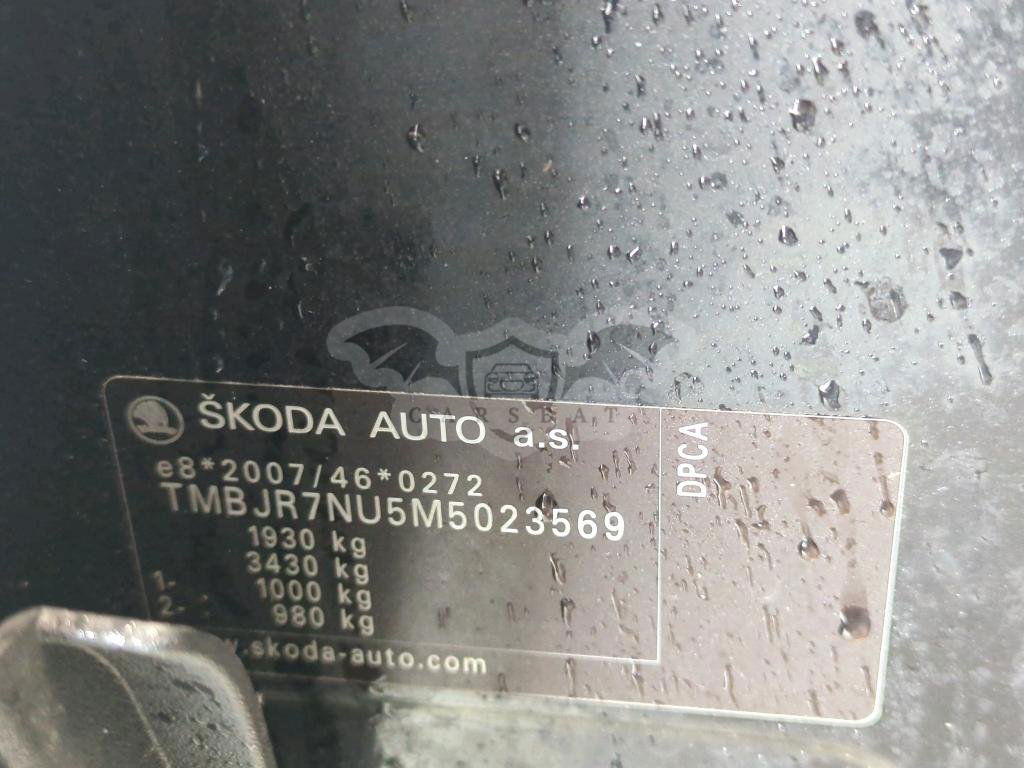 ŠKODA AUTO a.s.
e8*2007/46*0272
TMBJR7NU5M5023569
1930 kg
3430 kg
1. 1000 kg
2. 980 kg
.skoda-auto.com
DPCA
CARSEAT